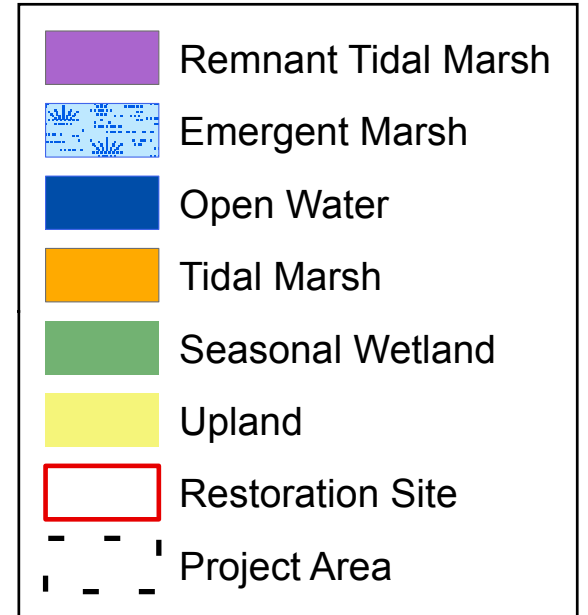 Remnant Tidal Marsh
Emergent Marsh
Open Water
Tidal Marsh
Seasonal Wetland
Upland
Restoration Site
Project Area